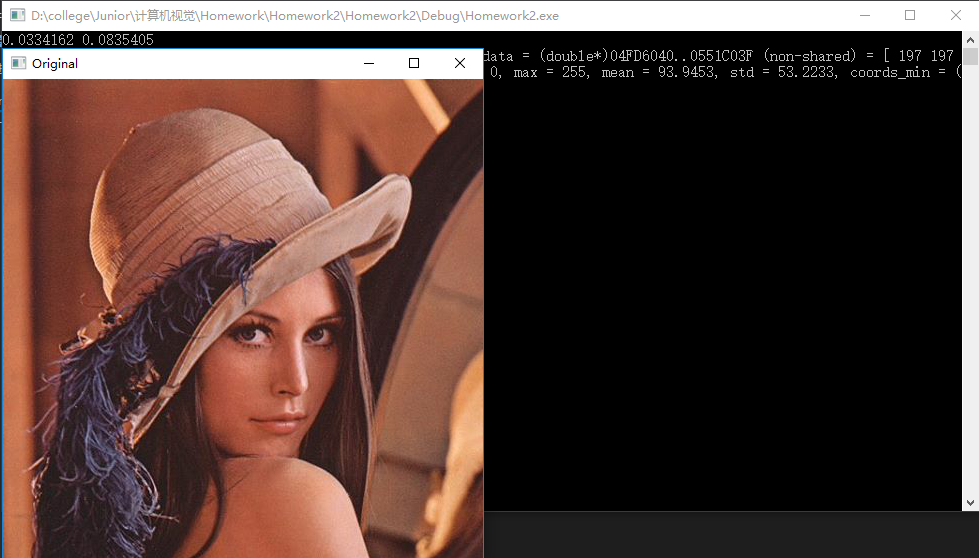 D:\college\Junior\计算机视觉\Homework\Homework2\Homework2\Debug\Homework2.exe
0.0334162 0.0835405
Original
data = (double*)04FD6040..0551C03F (non-shared) = [ 197 197
0, max = 255, mean = 93.9453, std = 53.2233, coords_min = (